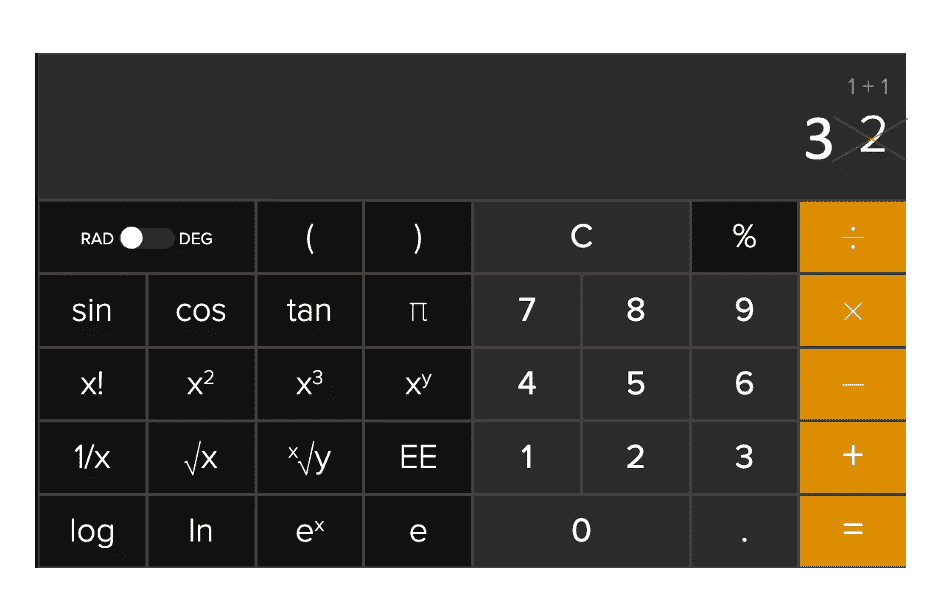 1 + 1
3 2
RAD DEG ( ) C % ÷
sin cos tan π 7 8 9 ×
x! x² x³ xʸ 4 5 6 −
1/x √x ˣ√y EE 1 2 3 +
log ln eˣ e 0 . =